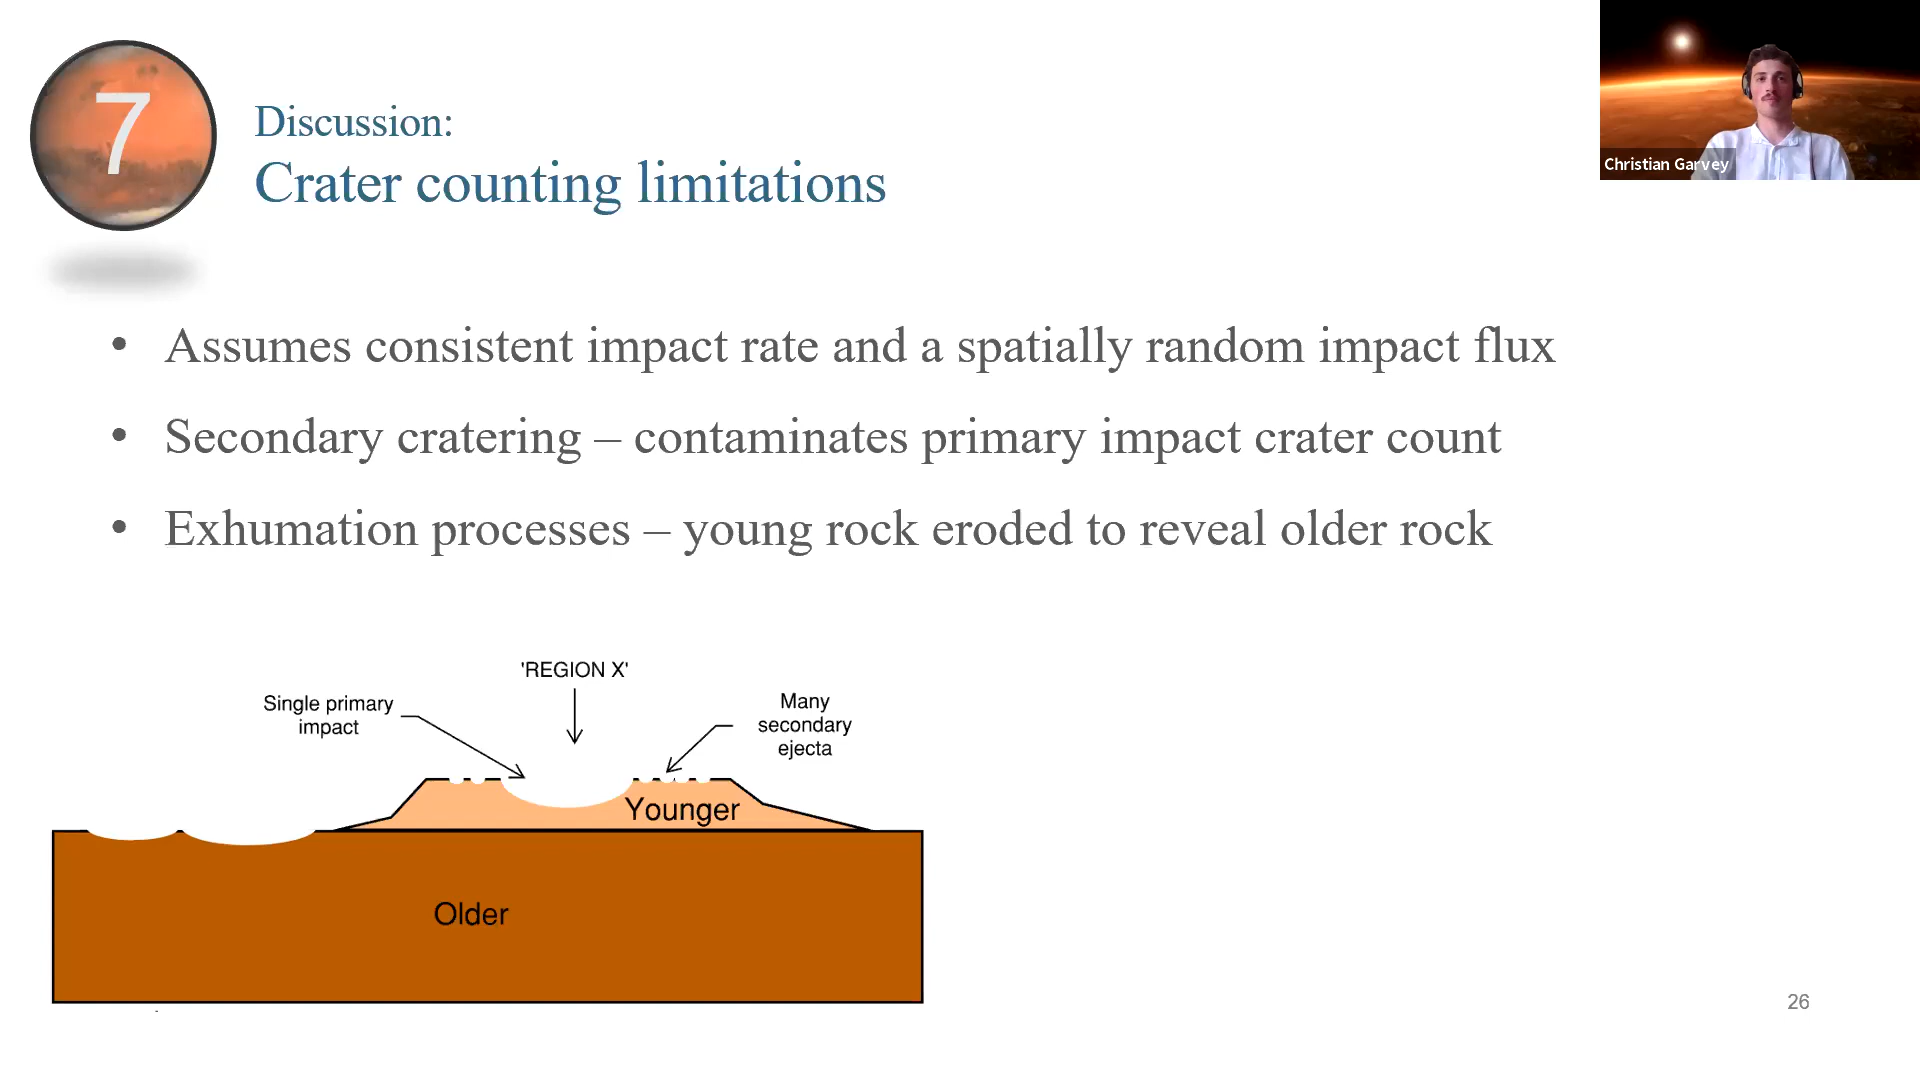 7
Discussion:
Crater counting limitations
Christian Garvey
• Assumes consistent impact rate and a spatially random impact flux
• Secondary cratering – contaminates primary impact crater count
• Exhumation processes – young rock eroded to reveal older rock
'REGION X'
Single primary
impact
Many
secondary
ejecta
Younger
Older
26